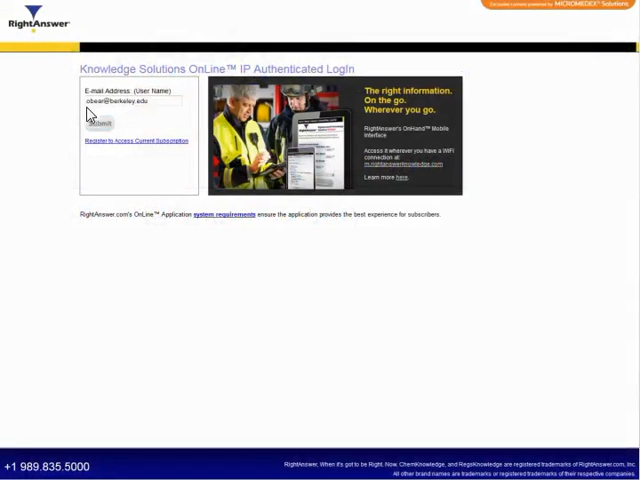 Exclusive content powered by MICROMEDEX® Solutions
RightAnswer
Knowledge Solutions OnLine™ IP Authenticated LogIn
E-mail Address: (User Name)
obear@berkeley.edu
Submit
Register to Access Current Subscription
The right information.
On the go.
Wherever you go.
RightAnswer's OnHand™ Mobile
Interface
Access it wherever you have a WiFi
connection at:
m.rightanswerknowledge.com
Learn more here.
RightAnswer.com's OnLine™ Application system requirements ensure the application provides the best experience for subscribers.
+1 989.835.5000
RightAnswer, When it's got to be Right. Now, ChemKnowledge, and RegsKnowledge are registered trademarks of RightAnswer.com, Inc.
All other brand names are trademarks or registered trademarks of their respective companies.